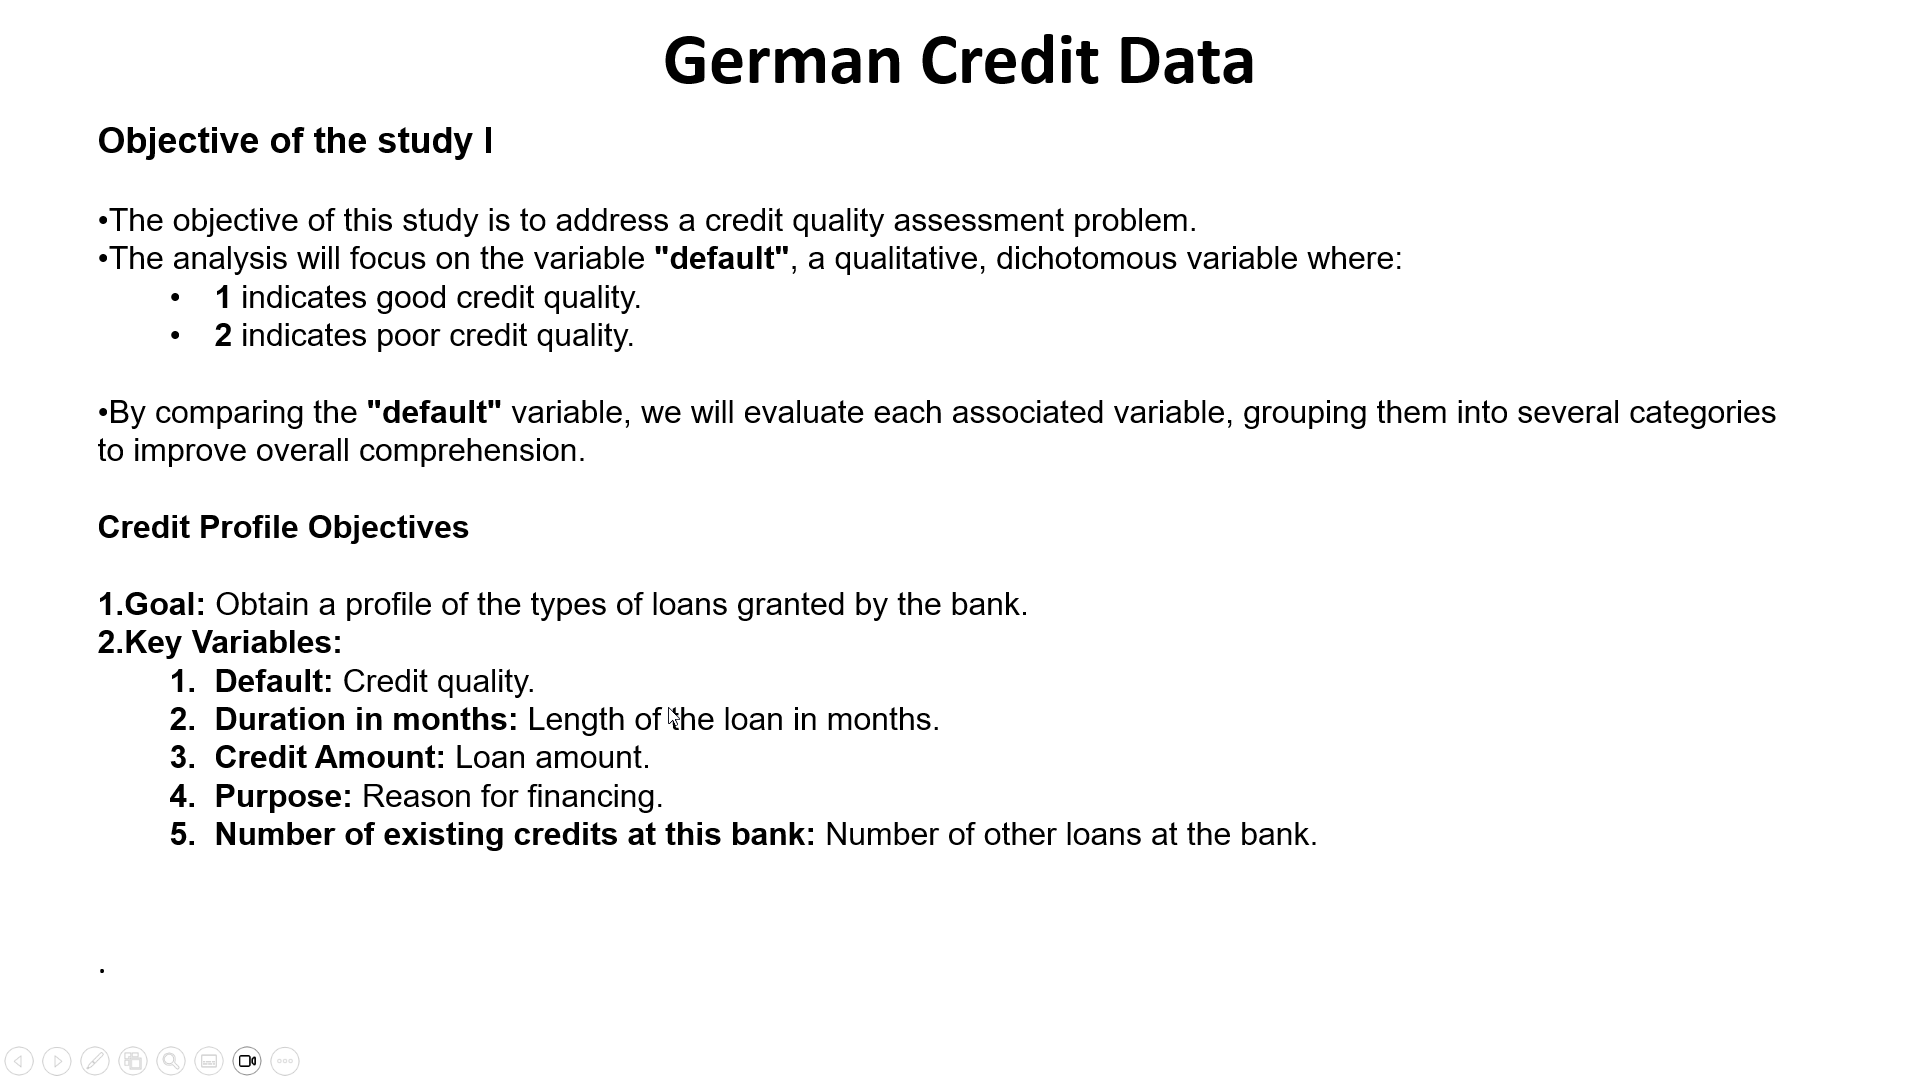 German Credit Data
Objective of the study I
•The objective of this study is to address a credit quality assessment problem.
•The analysis will focus on the variable "default", a qualitative, dichotomous variable where:
• 1 indicates good credit quality.
• 2 indicates poor credit quality.
•By comparing the "default" variable, we will evaluate each associated variable, grouping them into several categories
to improve overall comprehension.
Credit Profile Objectives
1.Goal: Obtain a profile of the types of loans granted by the bank.
2.Key Variables:
1. Default: Credit quality.
2. Duration in months: Length of the loan in months.
3. Credit Amount: Loan amount.
4. Purpose: Reason for financing.
5. Number of existing credits at this bank: Number of other loans at the bank.
.